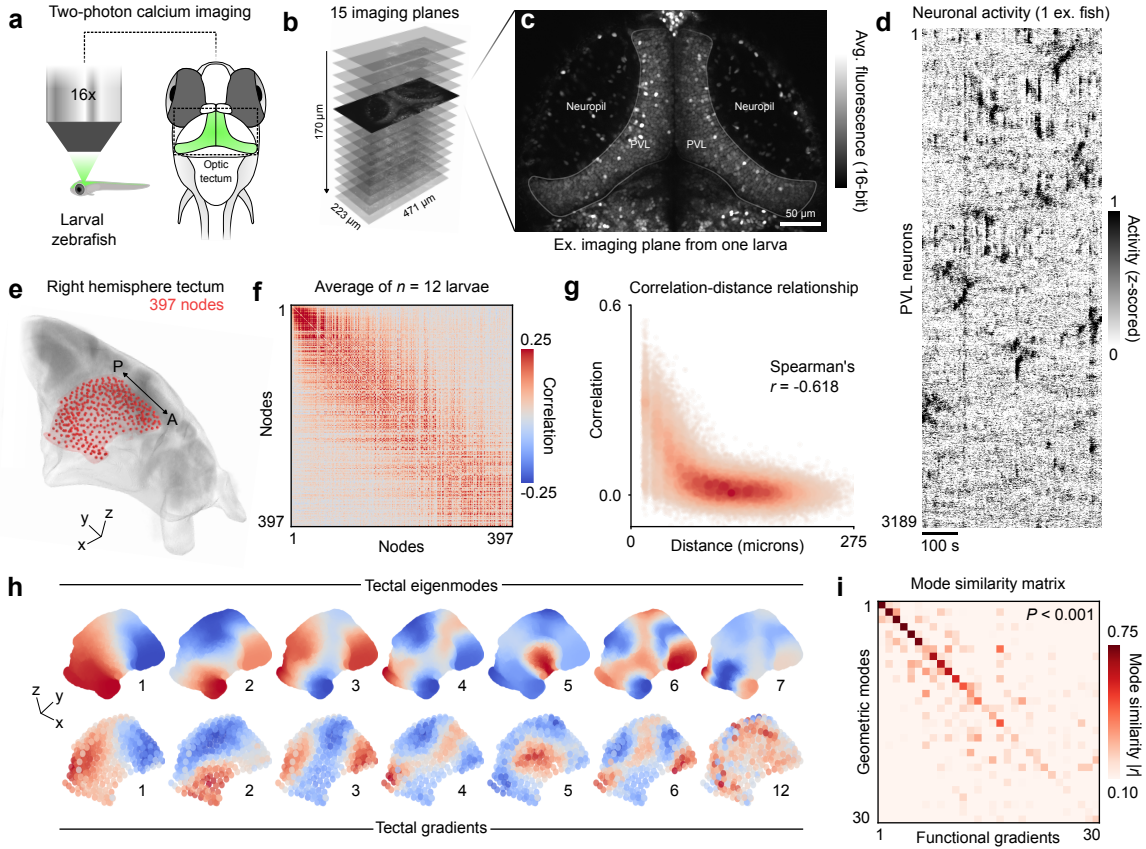 a
Two-photon calcium imaging
16x
Larval
zebrafish
Optic
tectum
b
15 imaging planes
170 μm
223 μm
471 μm
c
Neuropil
Neuropil
PVL
PVL
50 μm
Ex. imaging plane from one larva
Avg. fluorescence (16-bit)
d
Neuronal activity (1 ex. fish)
1
PVL neurons
3189
100 s
1
0
Activity (z-scored)
e
Right hemisphere tectum
397 nodes
P
A
y
z
x
f
Average of n = 12 larvae
1
Nodes
397
1
397
Nodes
0.25
-0.25
Correlation
g
Correlation-distance relationship
0.6
Correlation
0.0
Spearman's
r = -0.618
0
275
Distance (microns)
h
Tectal eigenmodes
1
2
3
4
5
6
7
z
y
x
1
2
3
4
5
6
12
Tectal gradients
i
Mode similarity matrix
1
P < 0.001
Geometric modes
30
1
30
Functional gradients
0.75
0.10
Mode similarity |r|